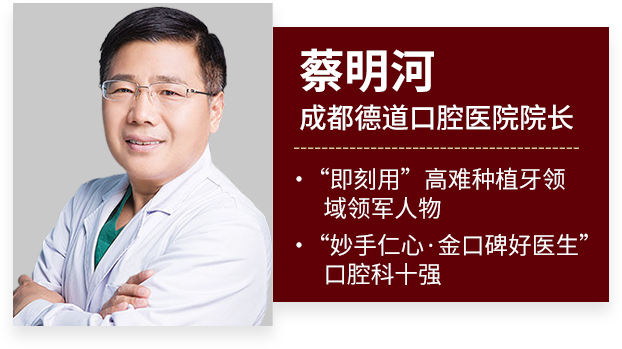 蔡明河
成都德道口腔医院院长
•“即刻用”高难种植牙领
域领军人物
•“妙手仁心·金口碑好医生”
口腔科十强